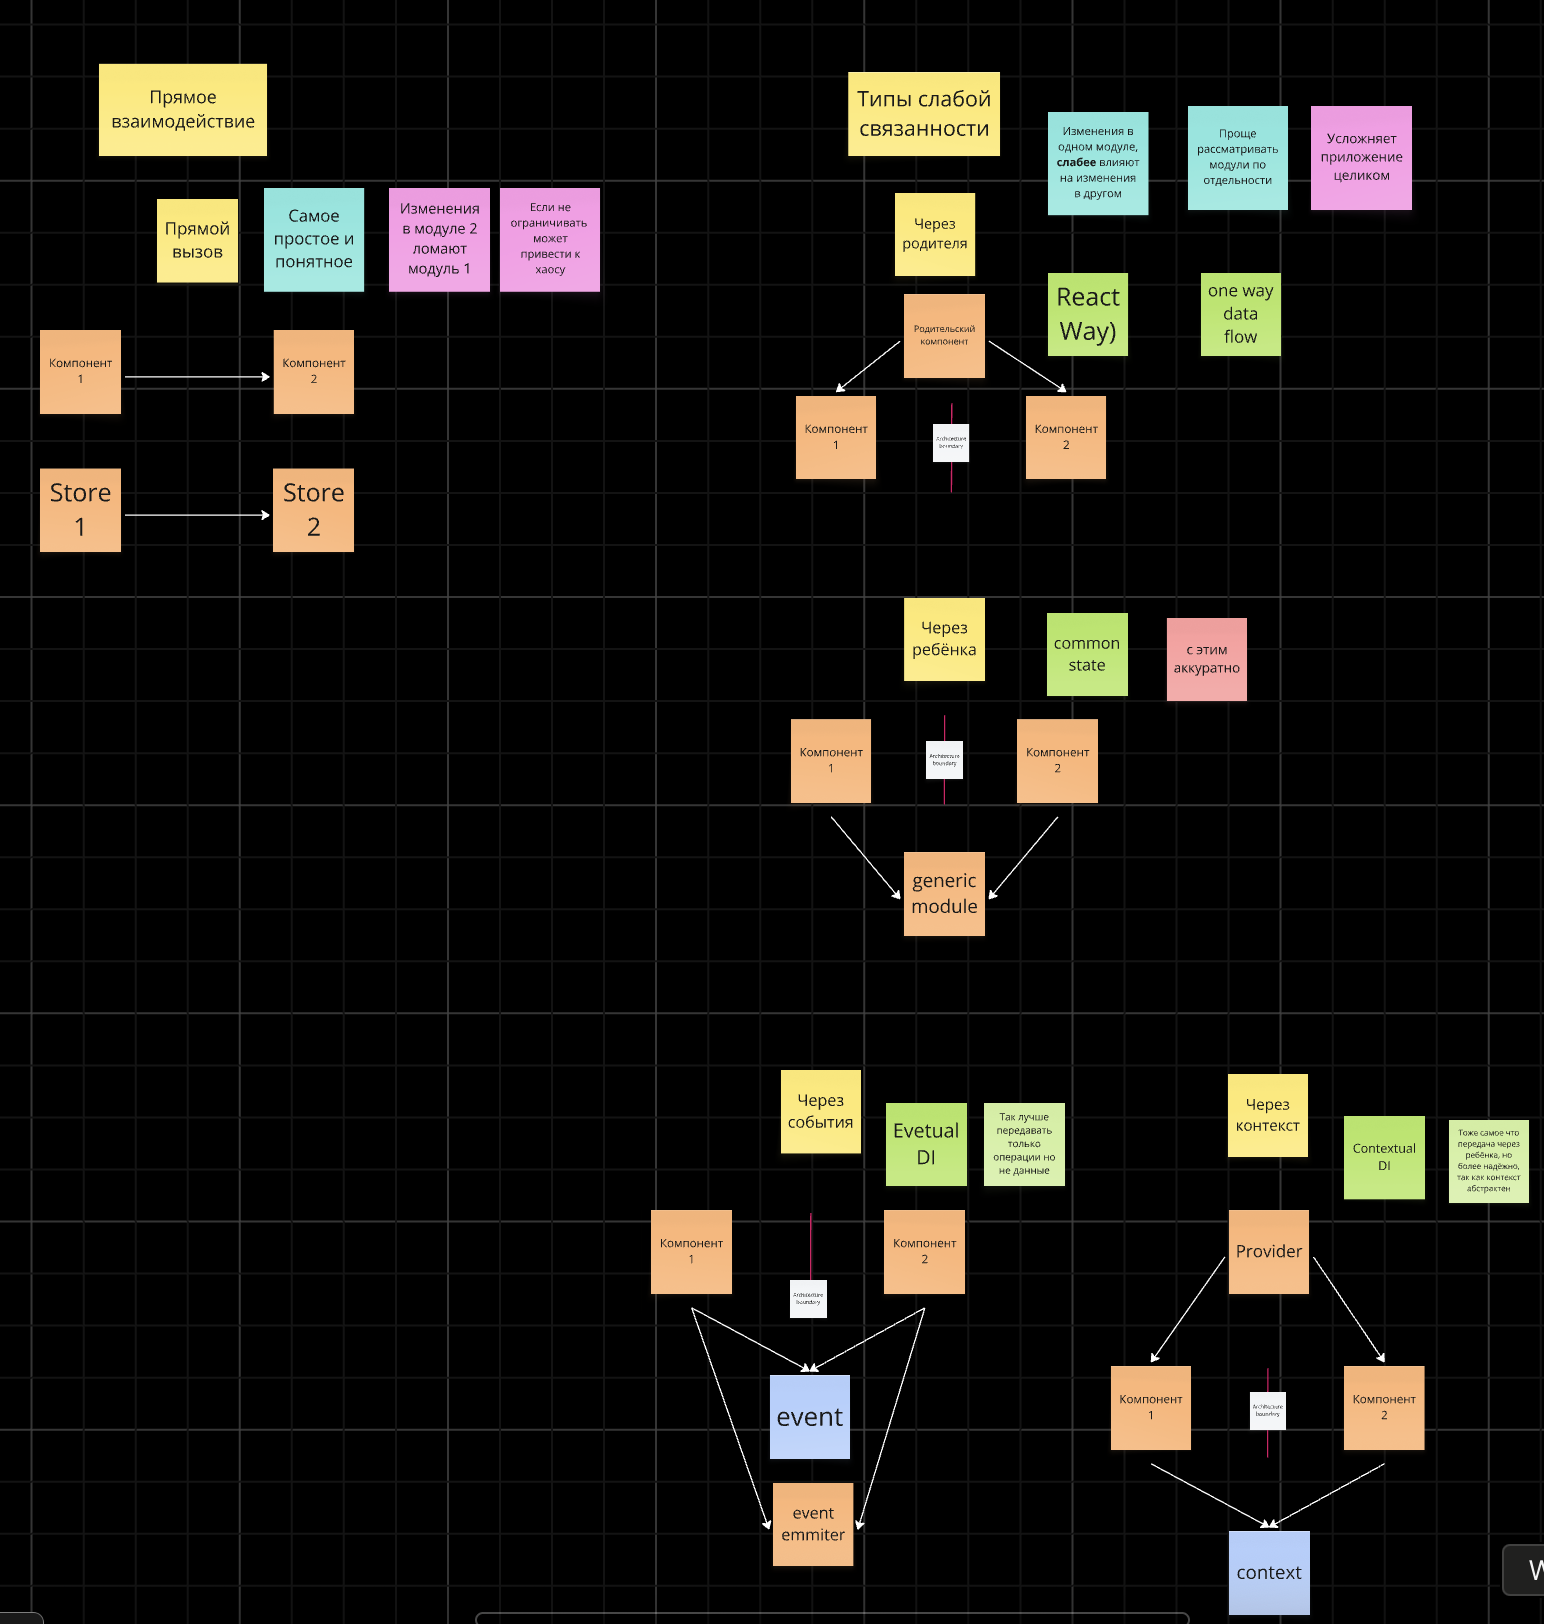 Прямое
взаимодействие
Прямой
вызов
Самое
простое и
понятное
Изменения
в модуле 2
ломают
модуль 1
Если не
ограничивать
может
привести к
хаосу
Компонент
1
Компонент
2
Store
1
Store
2
Типы слабой
связанности
Изменения в
одном модуле,
слабее влияют
на изменения
в другом
Проще
рассматривать
модули по
отдельности
Усложняет
приложение
целиком
Через
родителя
React
Way)
one way
data
flow
Родительский
компонент
Компонент
1
Architecture
boundary
Компонент
2
Через
ребёнка
common
state
с этим
аккуратно
Компонент
1
Architecture
boundary
Компонент
2
generic
module
Через
события
Evetual
DI
Так лучше
передавать
только
операции но
не данные
Компонент
1
Architecture
boundary
Компонент
2
event
event
emmiter
Через
контекст
Contextual
DI
Тоже самое что
передача через
ребёнка, но
более надёжно,
так как контекст
абстрактен
Provider
Компонент
1
Architecture
boundary
Компонент
2
context